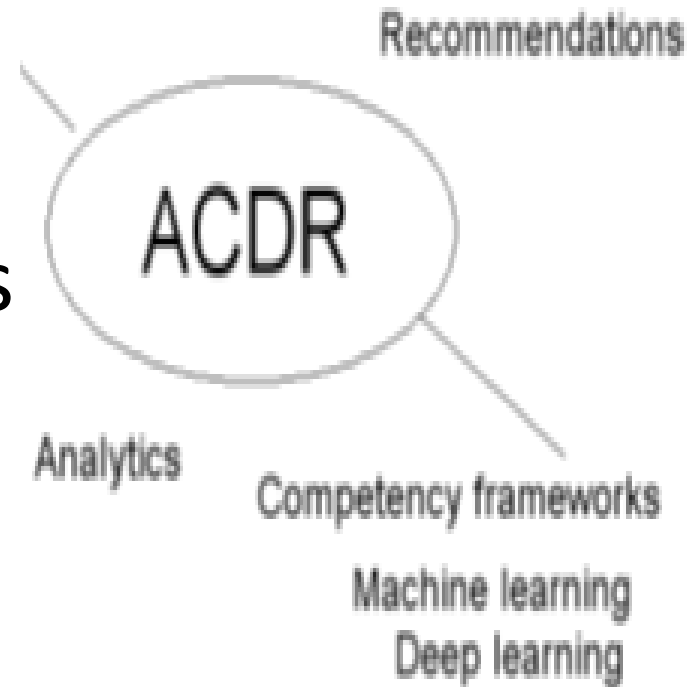 Recommendations
ACDR
s
Analytics
Competency frameworks
Machine learning
Deep learning